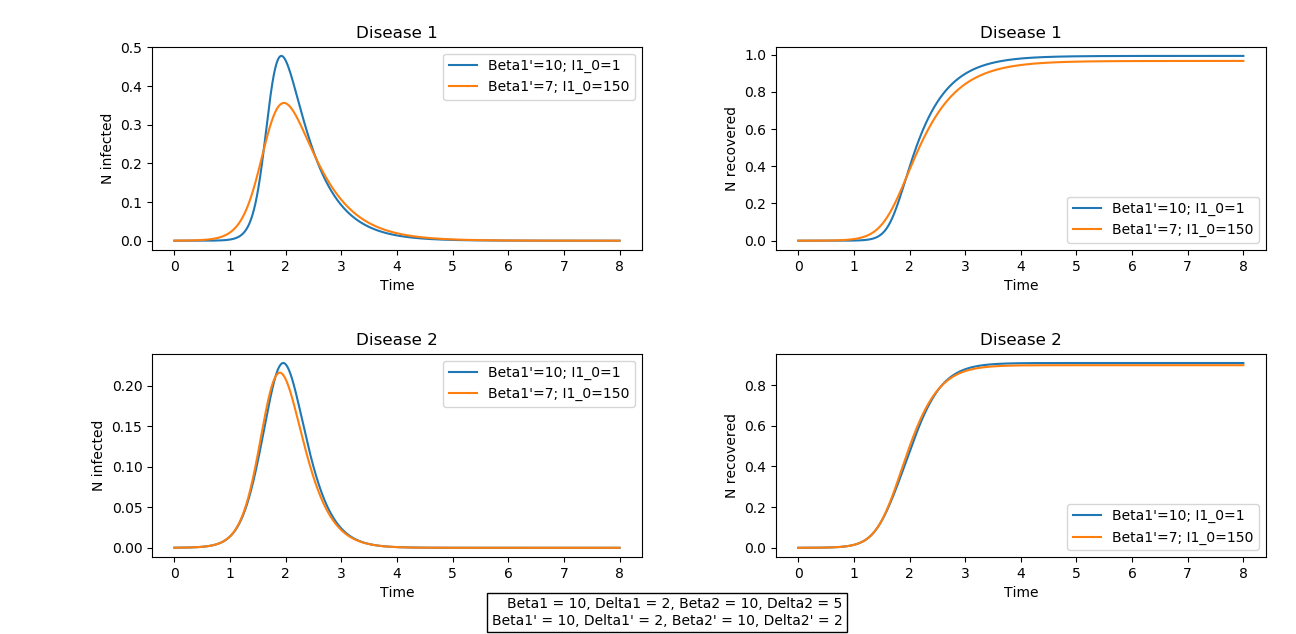 Disease 1
N infected
0.5
0.4
0.3
0.2
0.1
0.0
Beta1'=10; I1_0=1
Beta1'=7; I1_0=150
0 1 2 3 4 5 6 7 8
Time
Disease 1
N recovered
1.0
0.8
0.6
0.4
0.2
0.0
Beta1'=10; I1_0=1
Beta1'=7; I1_0=150
0 1 2 3 4 5 6 7 8
Time
Disease 2
N infected
0.20
0.15
0.10
0.05
0.00
Beta1'=10; I1_0=1
Beta1'=7; I1_0=150
0 1 2 3 4 5 6 7 8
Time
Disease 2
N recovered
0.8
0.6
0.4
0.2
0.0
Beta1'=10; I1_0=1
Beta1'=7; I1_0=150
0 1 2 3 4 5 6 7 8
Time
Beta1 = 10, Delta1 = 2, Beta2 = 10, Delta2 = 5
Beta1' = 10, Delta1' = 2, Beta2' = 10, Delta2' = 2